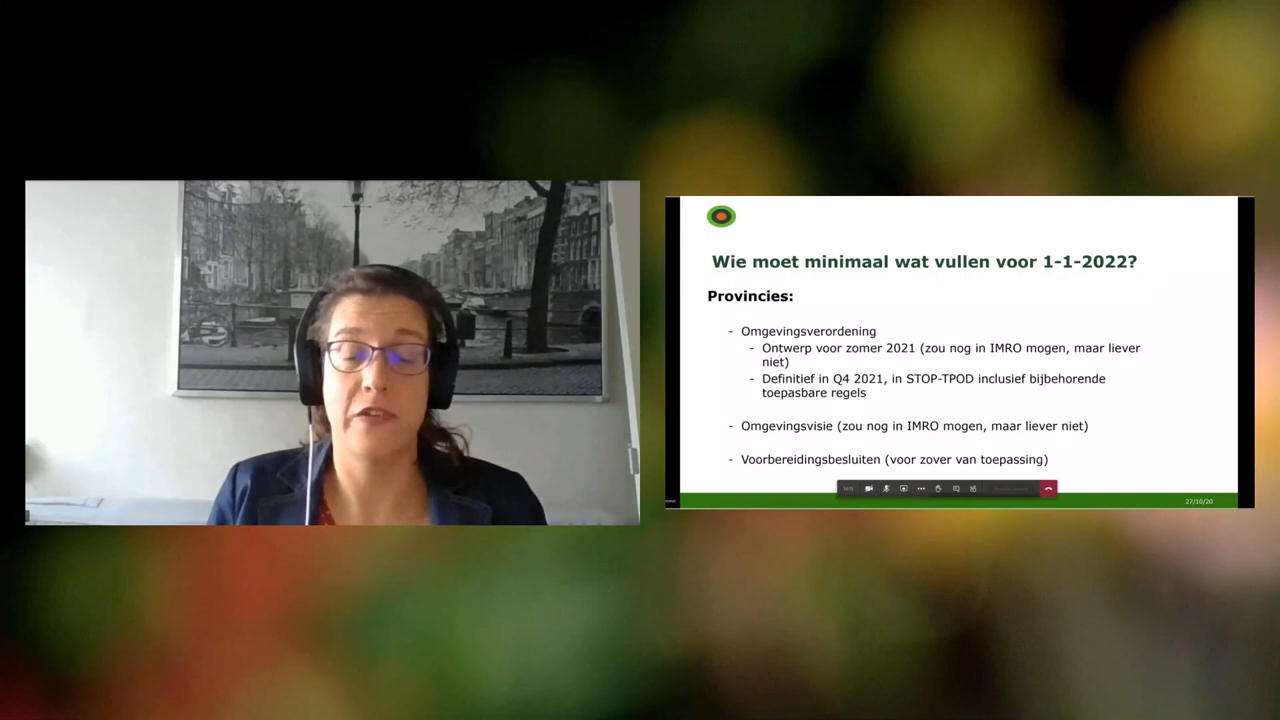 Wie moet minimaal wat vullen voor 1-1-2022?
Provincies:
- Omgevingsverordening
- Ontwerp voor zomer 2021 (zou nog in IMRO mogen, maar liever
niet)
- Definitief in Q4 2021, in STOP-TPOD inclusief bijbehorende
toepasbare regels
- Omgevingsvisie (zou nog in IMRO mogen, maar liever niet)
- Voorbereidingsbesluiten (voor zover van toepassing)
27/10/20